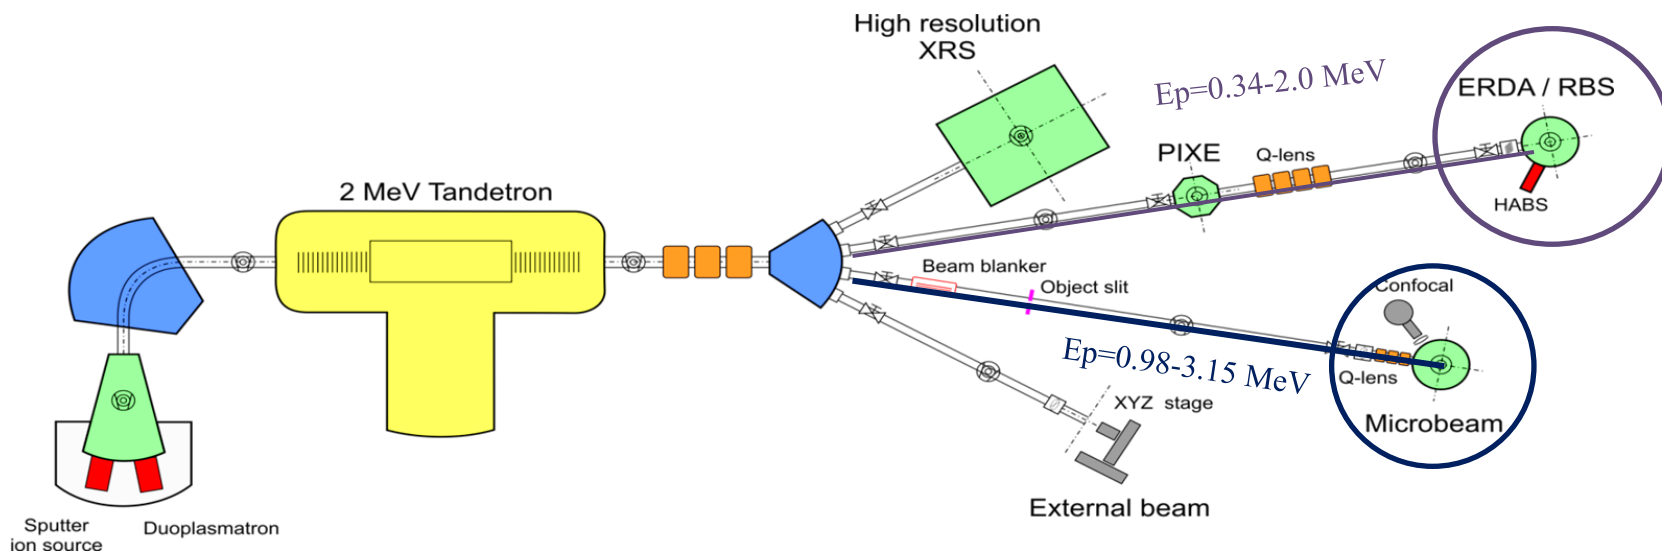 High resolution
XRS
Ep=0.34-2.0 MeV
ERDA / RBS
PIXE
Q-lens
HABS
2 MeV Tandetron
Beam blanker
Object slit
Confocal
Ep=0.98-3.15 MeV
Q-lens
XYZ stage
Microbeam
External beam
Sputter
ion source
Duoplasmatron